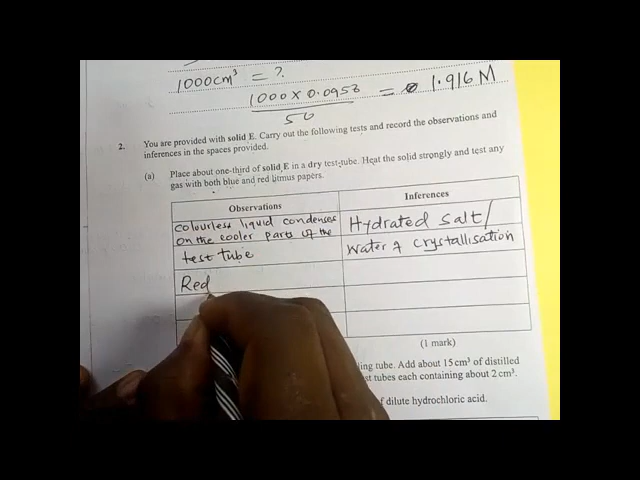 1000cm³ = ?
1000 x 0.0958 = 1.916 M
50
2. You are provided with solid E. Carry out the following tests and record the observations and
inferences in the spaces provided.
(a) Place about one-third of solid E in a dry test-tube. Heat the solid strongly and test any
gas with both blue and red litmus papers.
Observations Inferences
colourless liquid condenses
on the cooler parts of the
test tube
Hydrated salt/
water of crystallisation
Red
(1 mark)
ling tube. Add about 15 cm³ of distilled
st tubes each containing about 2 cm³.
f dilute hydrochloric acid.